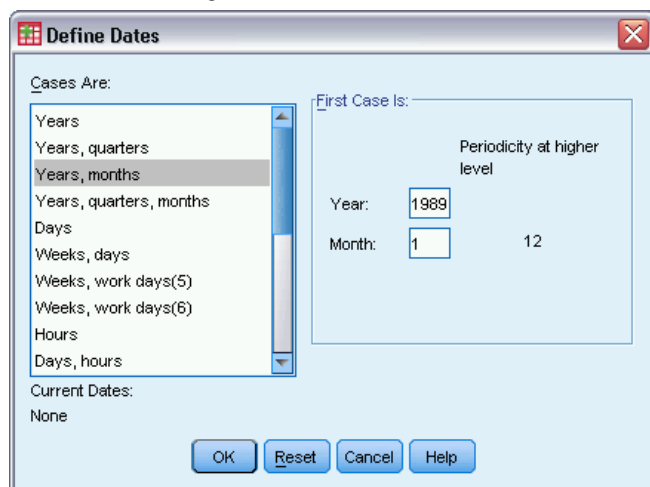 Define Dates
Cases Are:
Years
Years, quarters
Years, months
Years, quarters, months
Days
Weeks, days
Weeks, work days(5)
Weeks, work days(6)
Hours
Days, hours
Current Dates:
None
First Case Is:
Periodicity at higher
level
Year: 1989
Month: 1 12
OK Reset Cancel Help